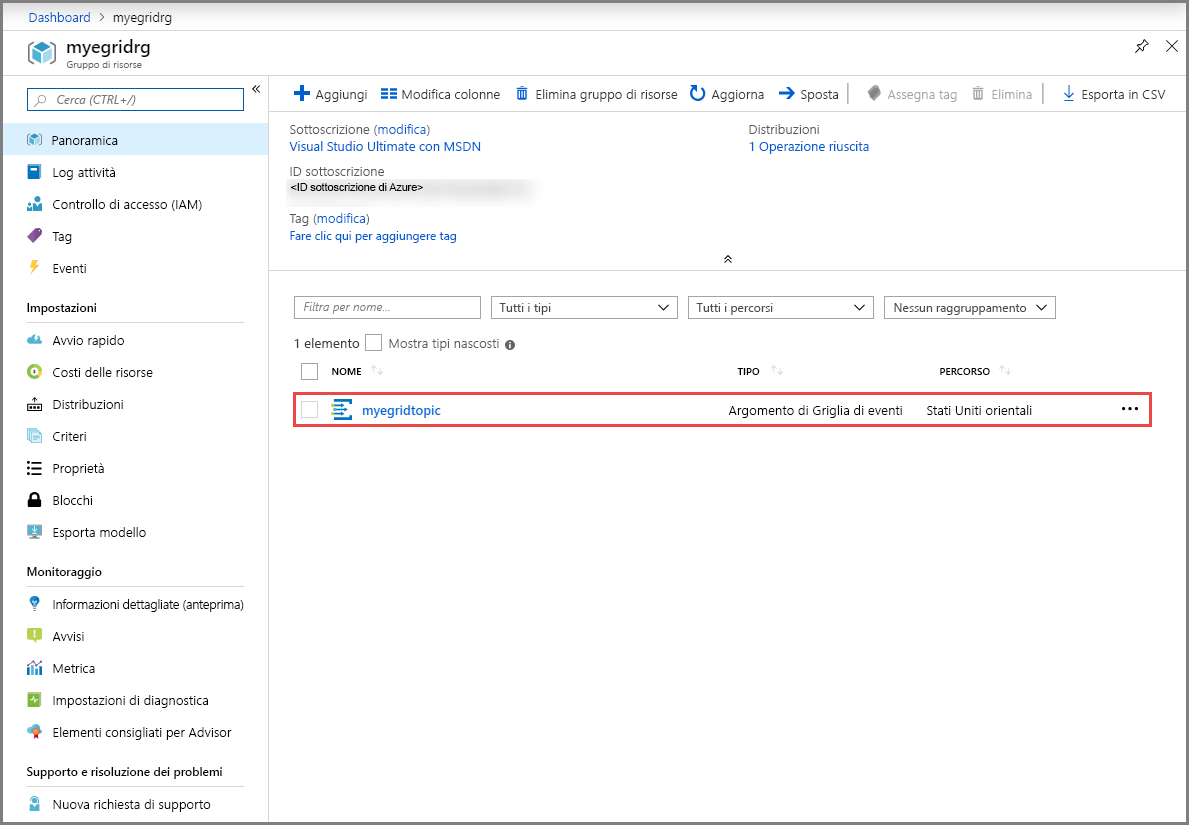 Dashboard > myegridrg
myegridrg
Gruppo di risorse
Cerca (CTRL+/)
Panoramica
Log attività
Controllo di accesso (IAM)
Tag
Eventi
Impostazioni
Avvio rapido
Costi delle risorse
Distribuzioni
Criteri
Proprietà
Blocchi
Esporta modello
Monitoraggio
Informazioni dettagliate (anteprima)
Avvisi
Metrica
Impostazioni di diagnostica
Elementi consigliati per Advisor
Supporto e risoluzione dei problemi
Nuova richiesta di supporto
Aggiungi Modifica colonne Elimina gruppo di risorse Aggiorna Sposta Assegna tag Elimina Esporta in CSV
Sottoscrizione (modifica)
Visual Studio Ultimate con MSDN
ID sottoscrizione
<ID sottoscrizione di Azure>
Tag (modifica)
Fare clic qui per aggiungere tag
Distribuzioni
1 Operazione riuscita
Filtra per nome... Tutti i tipi Tutti i percorsi Nessun raggruppamento
1 elemento Mostra tipi nascosti
NOME TIPO PERCORSO
myegridtopic Argomento di Griglia di eventi Stati Uniti orientali